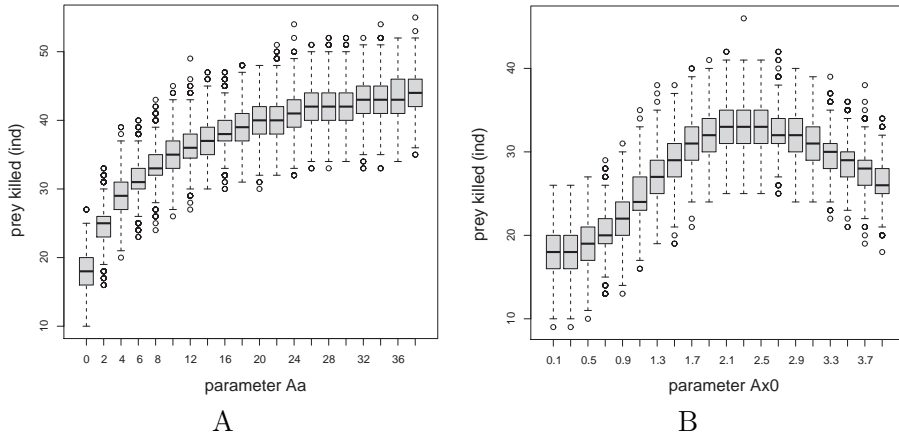 50
40
30
20
10
prey killed (ind)
0 2 4 6 8 12 16 20 24 28 32 36
parameter Aa
A
40
30
20
10
prey killed (ind)
0.1 0.5 0.9 1.3 1.7 2.1 2.5 2.9 3.3 3.7
parameter Ax0
B